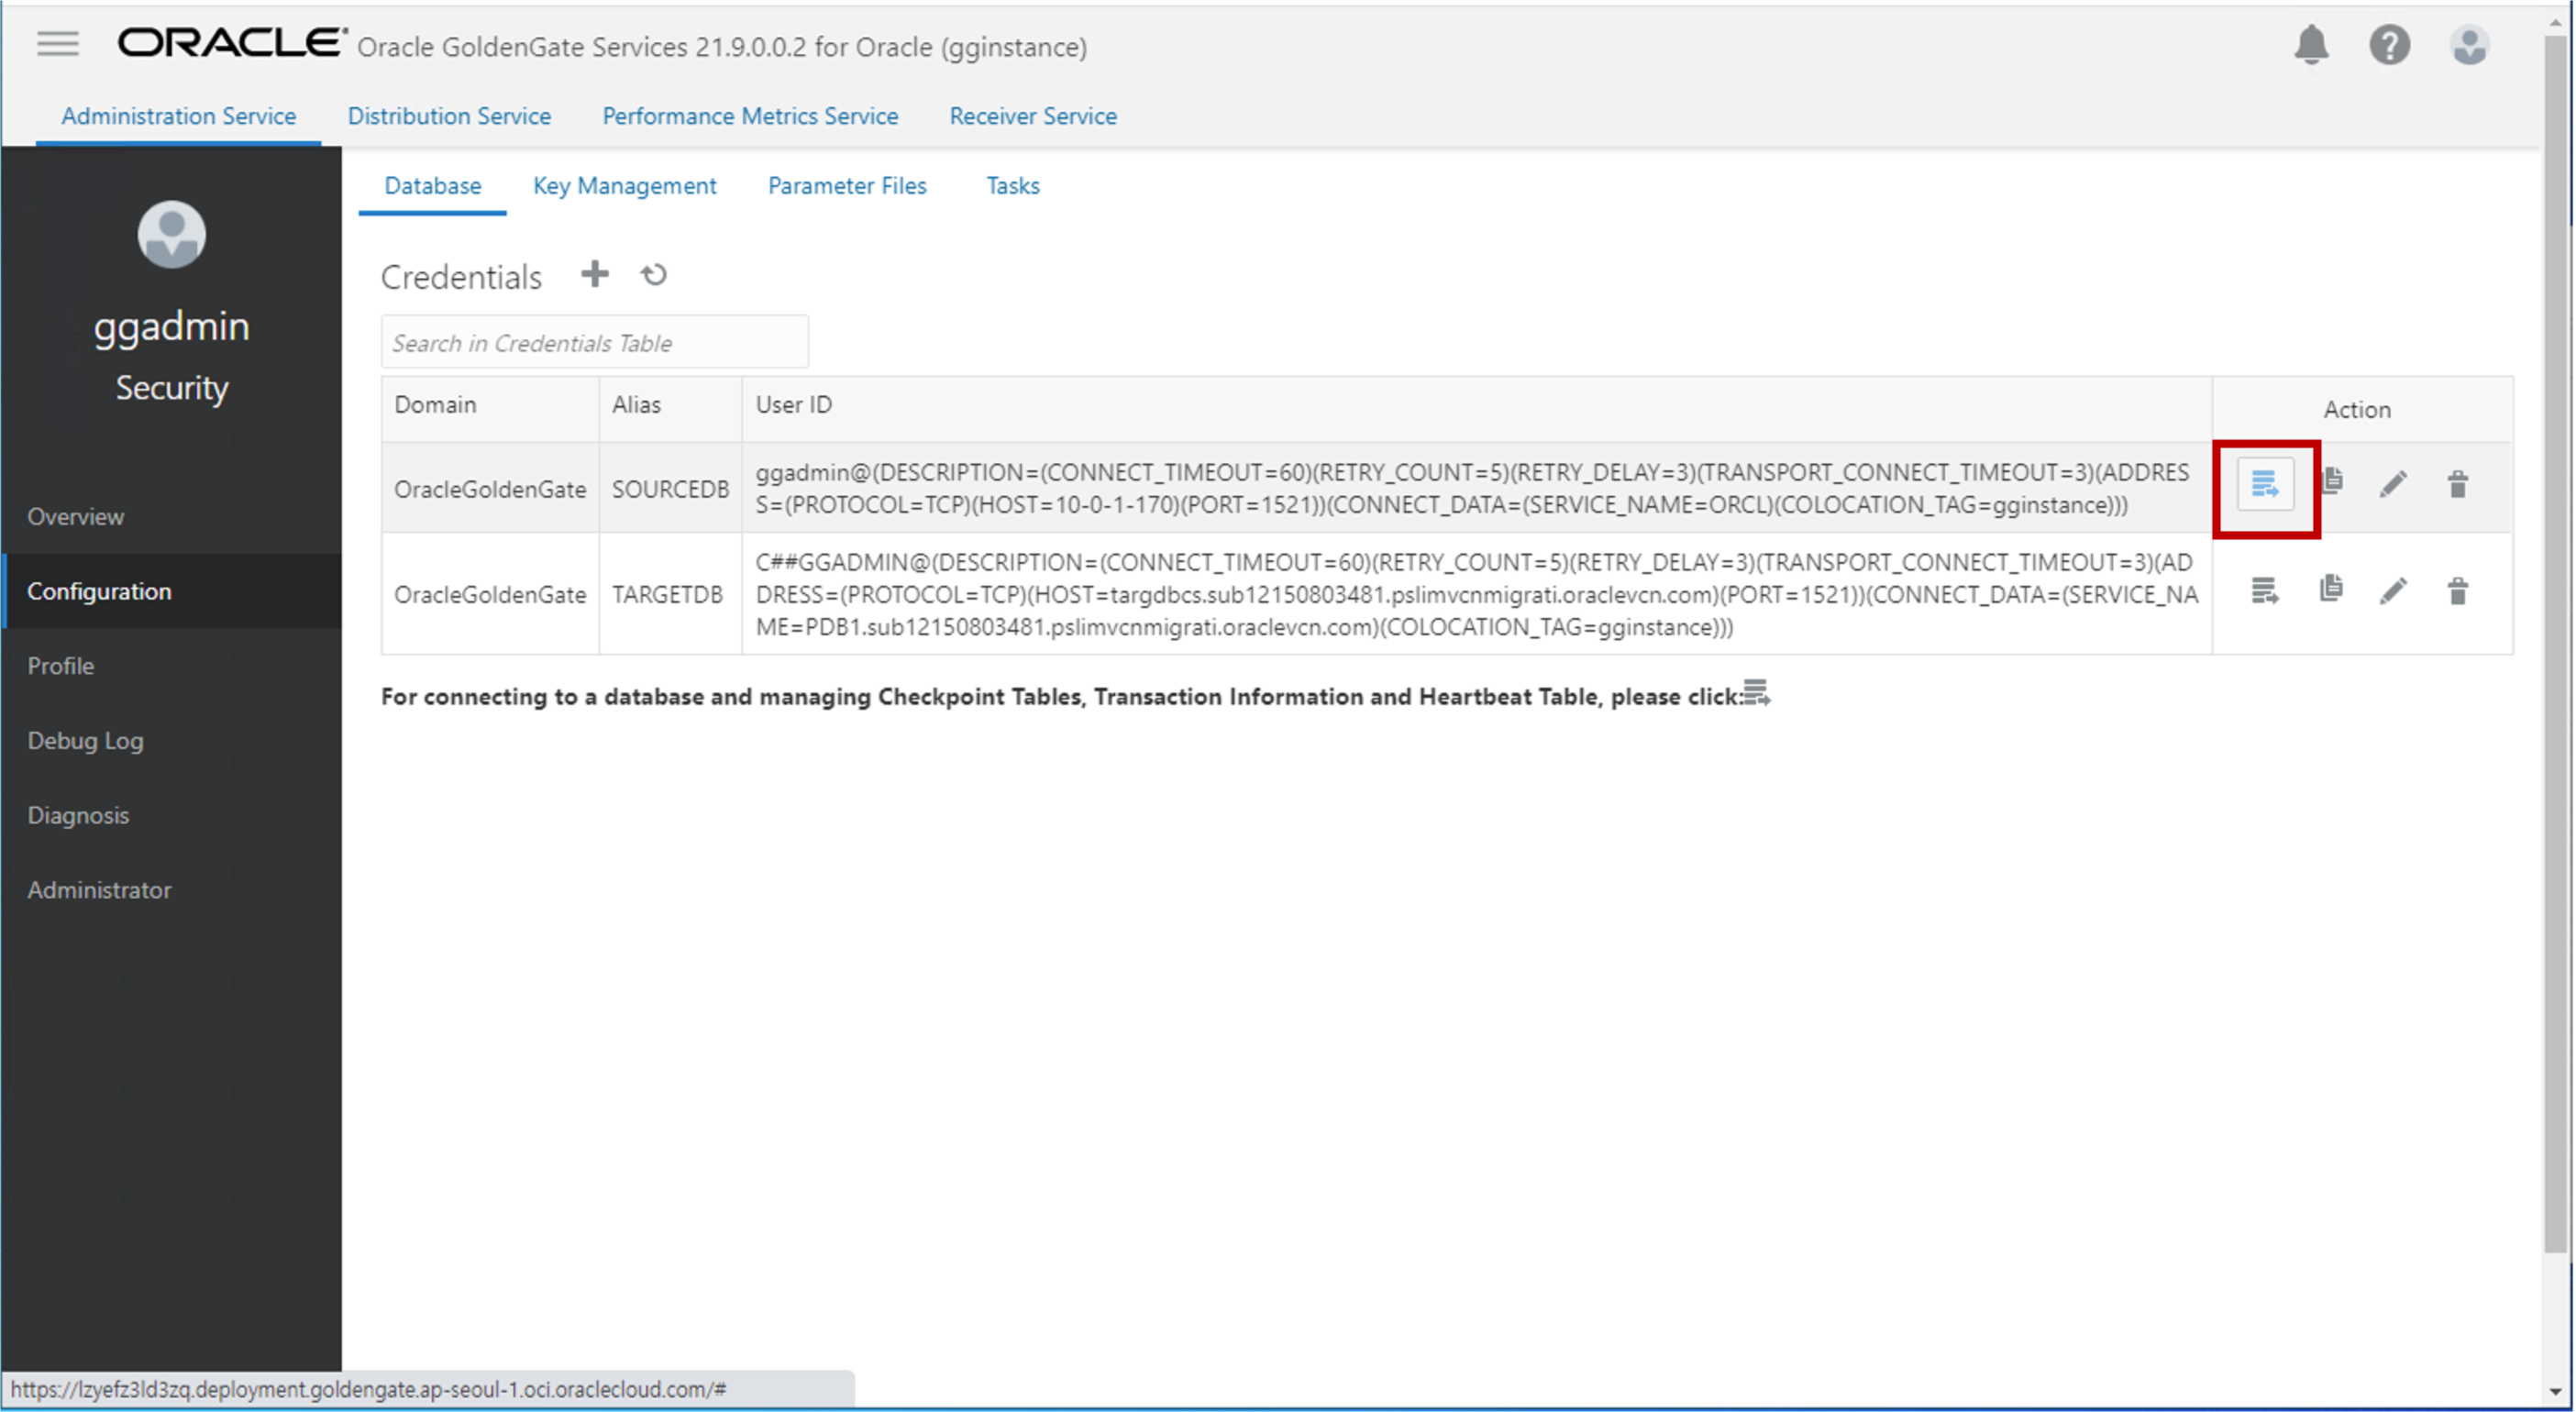 ORACLE Oracle GoldenGate Services 21.9.0.0.2 for Oracle (gginstance)
Administration Service Distribution Service Performance Metrics Service Receiver Service
Database Key Management Parameter Files Tasks
ggadmin
Security
Overview
Configuration
Profile
Debug Log
Diagnosis
Administrator
Credentials
Search in Credentials Table
Domain Alias User ID Action
OracleGoldenGate SOURCEDB ggadmin@(DESCRIPTION=(CONNECT_TIMEOUT=60)(RETRY_COUNT=5)(RETRY_DELAY=3)(TRANSPORT_CONNECT_TIMEOUT=3)(ADDRES
S=(PROTOCOL=TCP)(HOST=10-0-1-170)(PORT=1521))(CONNECT_DATA=(SERVICE_NAME=ORCL)(COLOCATION_TAG=gginstance)))
OracleGoldenGate TARGETDB C##GGADMIN@(DESCRIPTION=(CONNECT_TIMEOUT=60)(RETRY_COUNT=5)(RETRY_DELAY=3)(TRANSPORT_CONNECT_TIMEOUT=3)(AD
DRESS=(PROTOCOL=TCP)(HOST=targdbcs.sub12150803481.pslimvcnmigrati.oraclevcn.com)(PORT=1521))(CONNECT_DATA=(SERVICE_NA
ME=PDB1.sub12150803481.pslimvcnmigrati.oraclevcn.com)(COLOCATION_TAG=gginstance)))
For connecting to a database and managing Checkpoint Tables, Transaction Information and Heartbeat Table, please click:
https://lzyefz3ld3zq.deployment.goldengate.ap-seoul-1.oci.oraclecloud.com/#